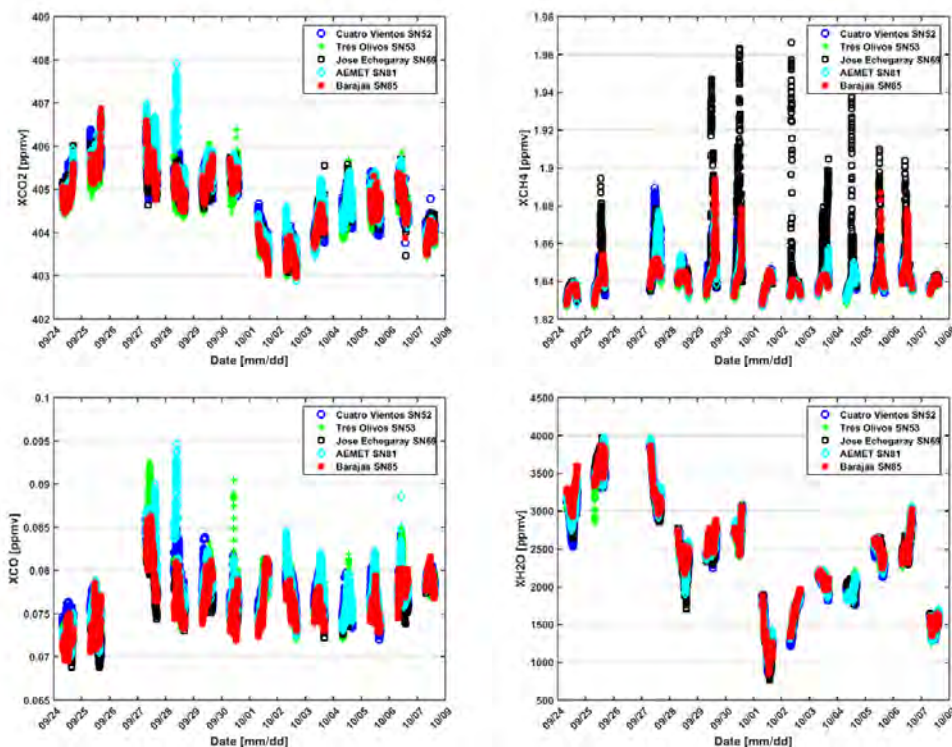 409
408
407
406
405
404
403
402
XCO2 [ppmv]
Cuatro Vientos SN52
Tres Olivos SN53
Jose Echegaray SN69
AEMET SN81
Barajas SN85
09/24 09/25 09/26 09/27 09/28 09/29 09/30 10/01 10/02 10/03 10/04 10/05 10/06 10/07 10/08
Date [mm/dd]
1.98
1.96
1.94
1.92
1.9
1.88
1.86
1.84
1.82
XCH4 [ppmv]
Cuatro Vientos SN52
Tres Olivos SN53
Jose Echegaray SN69
AEMET SN81
Barajas SN85
09/24 09/25 09/26 09/27 09/28 09/29 09/30 10/01 10/02 10/03 10/04 10/05 10/06 10/07 10/08
Date [mm/dd]
0.1
0.095
0.09
0.085
0.08
0.075
0.07
0.065
XCO [ppmv]
Cuatro Vientos SN52
Tres Olivos SN53
Jose Echegaray SN69
AEMET SN81
Barajas SN85
09/24 09/25 09/26 09/27 09/28 09/29 09/30 10/01 10/02 10/03 10/04 10/05 10/06 10/07 10/08
Date [mm/dd]
4000
3500
3000
2500
2000
1500
1000
500
XH2O [ppmv]
Cuatro Vientos SN52
Tres Olivos SN53
Jose Echegaray SN69
AEMET SN81
Barajas SN85
09/24 09/25 09/26 09/27 09/28 09/29 09/30 10/01 10/02 10/03 10/04 10/05 10/06 10/07 10/08
Date [mm/dd]